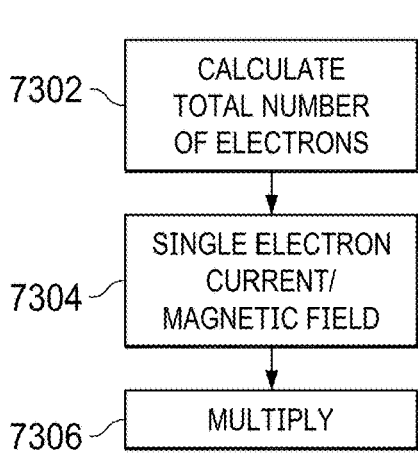 7302
CALCULATE
TOTAL NUMBER
OF ELECTRONS
7304
SINGLE ELECTRON
CURRENT/
MAGNETIC FIELD
7306
MULTIPLY